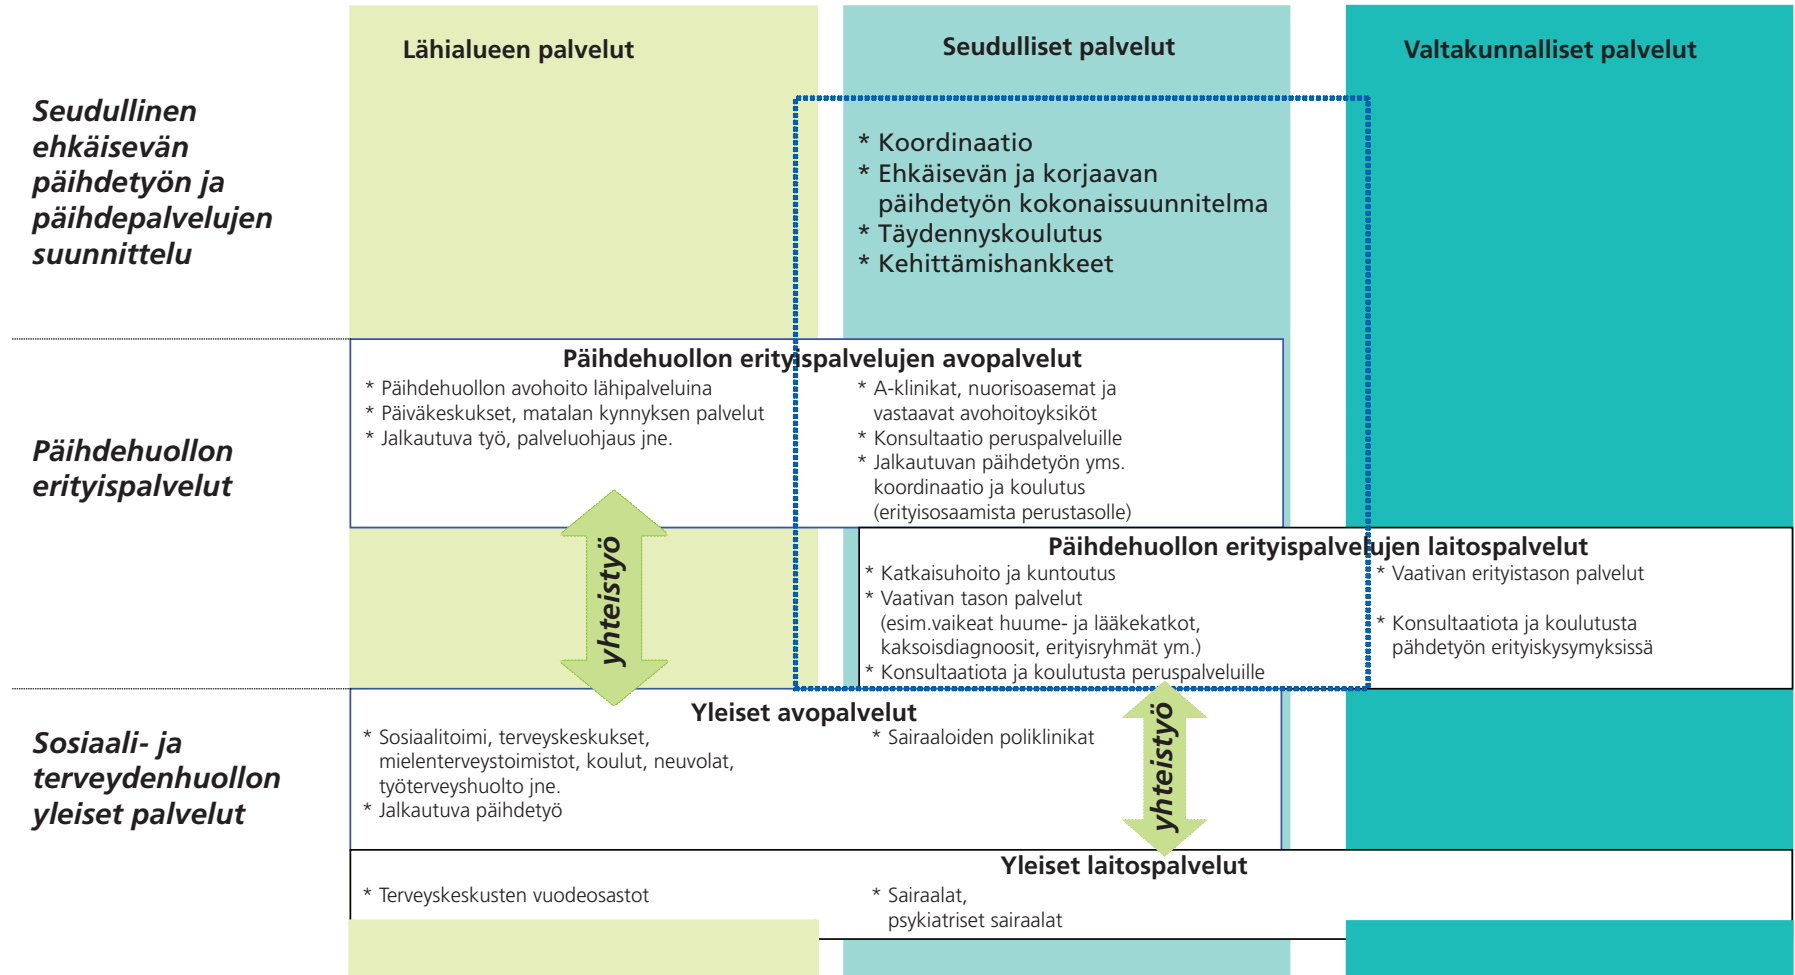 Lähialueen palvelut
Seudulliset palvelut
Valtakunnalliset palvelut
Seudullinen
ehkäisevän
päihdetyön ja
päihdepalvelujen
suunnittelu
* Koordinaatio
* Ehkäisevän ja korjaavan
päihdetyön kokonaissuunnitelma
* Täydennyskoulutus
* Kehittämishankkeet
Päihdehuollon
erityispalvelut
Päihdehuollon erityispalvelujen avopalvelut
* Päihdehuollon avohoito lähipalveluina
* Päiväkeskukset, matalan kynnyksen palvelut
* Jalkautuva työ, palveluohjaus jne.
* A-klinikat, nuorisoasemat ja
vastaavat avohoitoyksiköt
* Konsultaatio peruspalveluille
* Jalkautuvan päihdetyön yms.
koordinaatio ja koulutus
(erityisosaamista perustasolle)
yhteistyö
Päihdehuollon erityispalvelujen laitospalvelut
* Katkaisuhoito ja kuntoutus
* Vaativan tason palvelut
(esim.vaikeat huume- ja lääkekatkot,
kaksoisdiagnoosit, erityisryhmät ym.)
* Konsultaatiota ja koulutusta peruspalveluille
* Vaativan erityistason palvelut
* Konsultaatiota ja koulutusta
pähdetyön erityiskysymyksissä
Sosiaali- ja
terveydenhuollon
yleiset palvelut
Yleiset avopalvelut
* Sosiaalitoimi, terveyskeskukset,
mielenterveystoimistot, koulut, neuvolat,
työterveyshuolto jne.
* Jalkautuva päihdetyö
* Sairaaloiden poliklinikat
yhteistyö
Yleiset laitospalvelut
* Terveyskeskusten vuodeosastot
* Sairaalat,
psykiatriset sairaalat